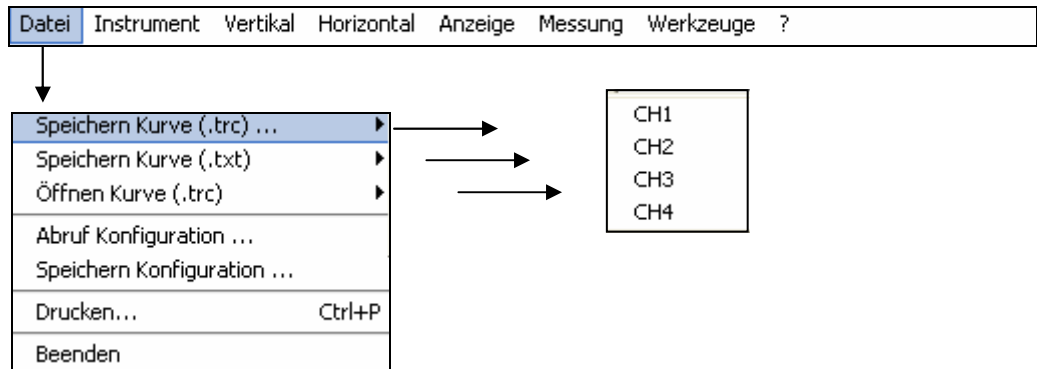 Datei Instrument Vertikal Horizontal Anzeige Messung Werkzeuge ?
Speichern Kurve (.trc) ...
Speichern Kurve (.txt)
Öffnen Kurve (.trc)
Abruf Konfiguration ...
Speichern Konfiguration ...
Drucken... Ctrl+P
Beenden
CH1
CH2
CH3
CH4